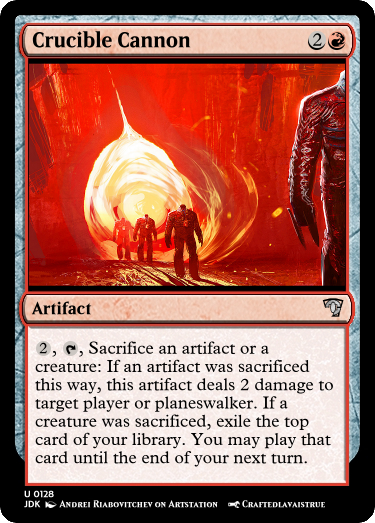 Crucible Cannon 2
Artifact
2, Sacrifice an artifact or a
creature: If an artifact was sacrificed
this way, this artifact deals 2 damage to
target player or planeswalker. If a
creature was sacrificed, exile the top
card of your library. You may play that
card until the end of your next turn.
U 0128
JDK Andrei Riabovitchev on Artstation Craftedlavaistrue